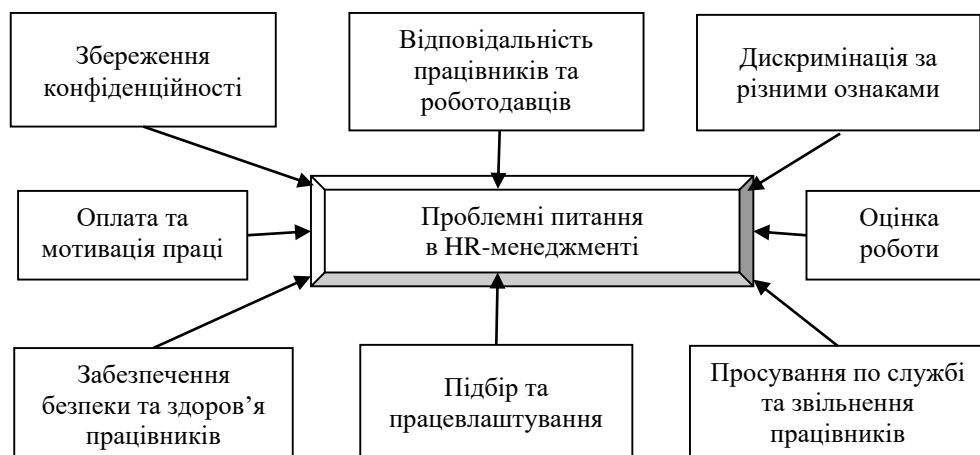 Збереження
конфіденційності
Відповідальність
працівників та
роботодавців
Дискримінація за
різними ознаками
Оплата та
мотивація праці
Проблемні питання
в HR-менеджменті
Оцінка
роботи
Забезпечення
безпеки та здоров’я
працівників
Підбір та
працевлаштування
Просування по службі
та звільнення
працівників